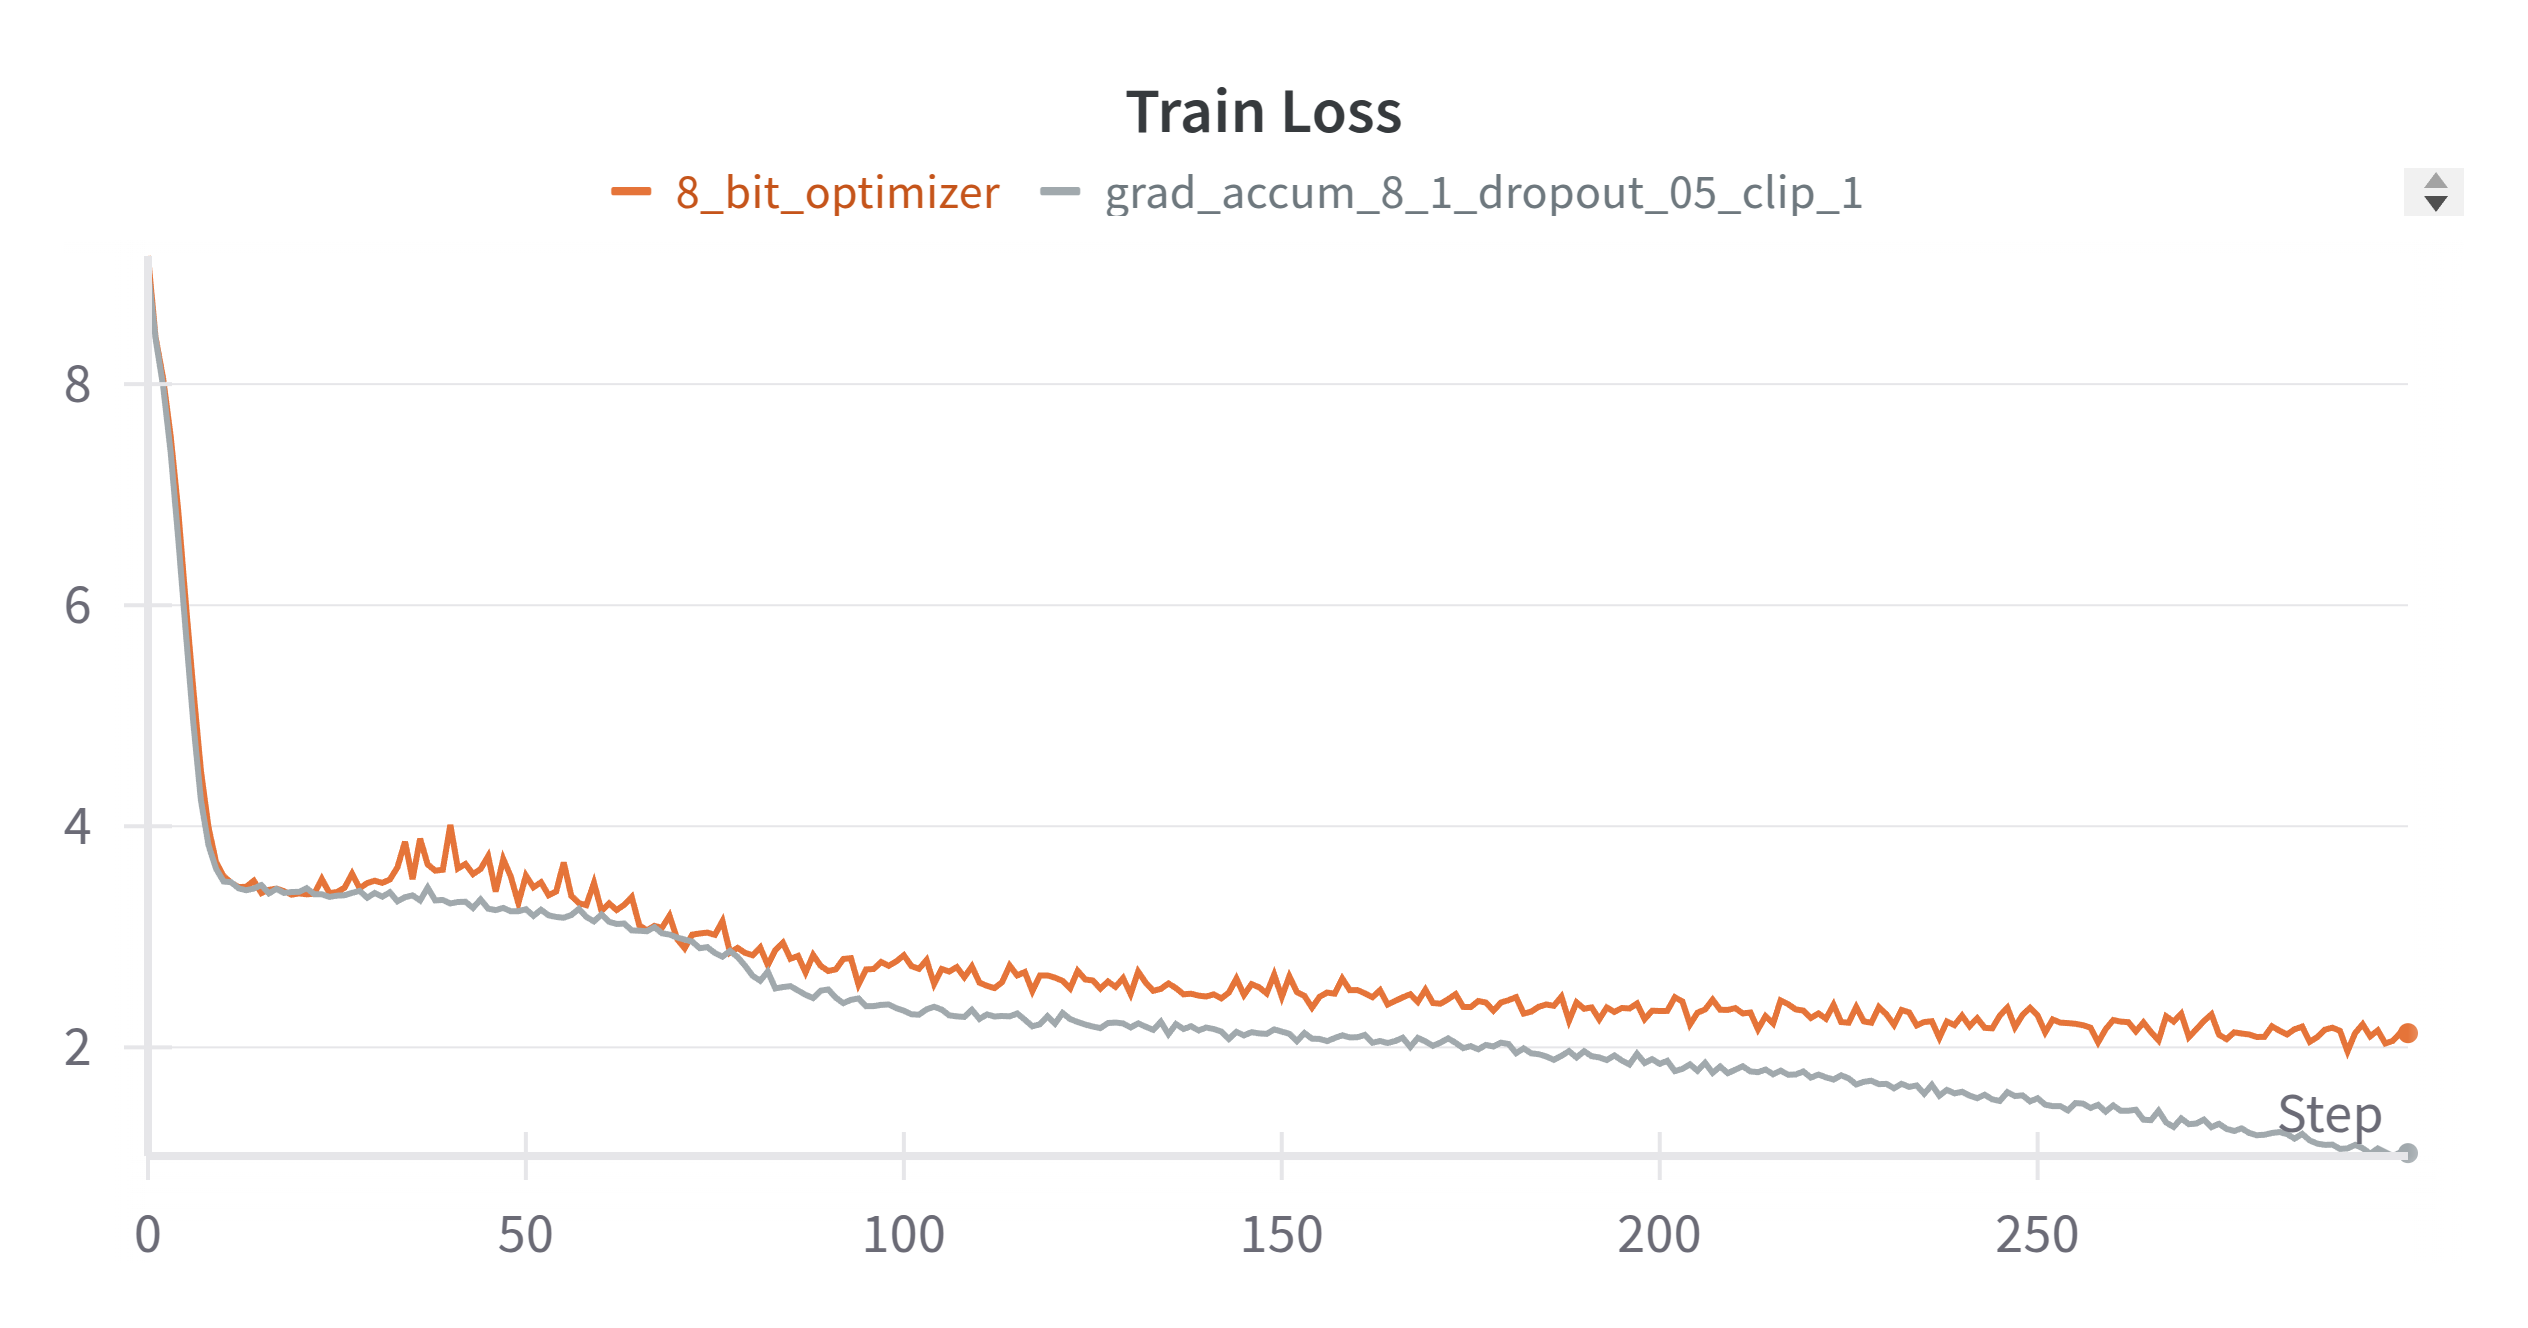 Train Loss
8_bit_optimizer grad_accum_8_1_dropout_05_clip_1
8
6
4
2
Step
0 50 100 150 200 250